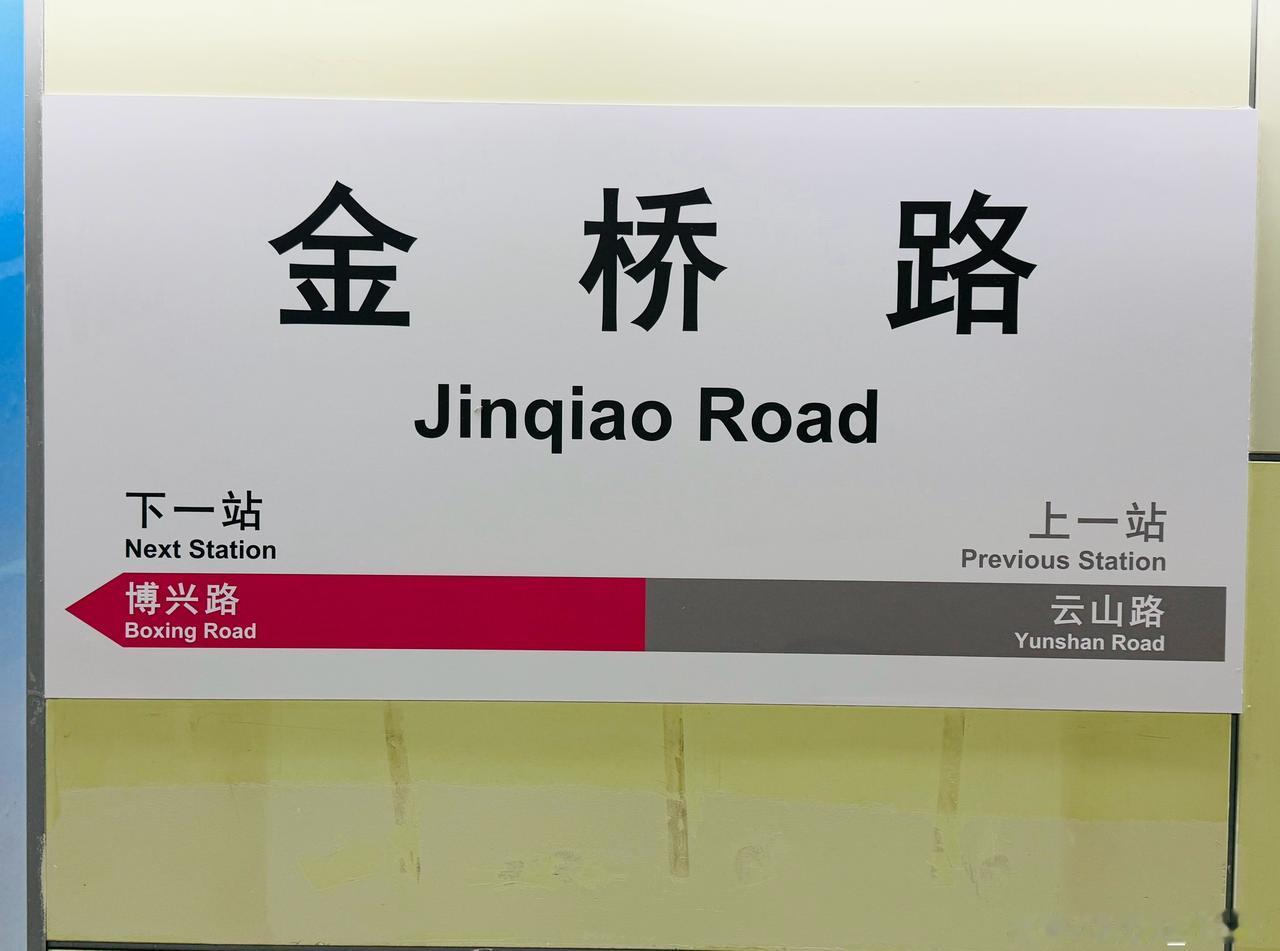 金桥路
Jinqiao Road
下一站
Next Station
博兴路
Boxing Road
上一站
Previous Station
云山路
Yunshan Road